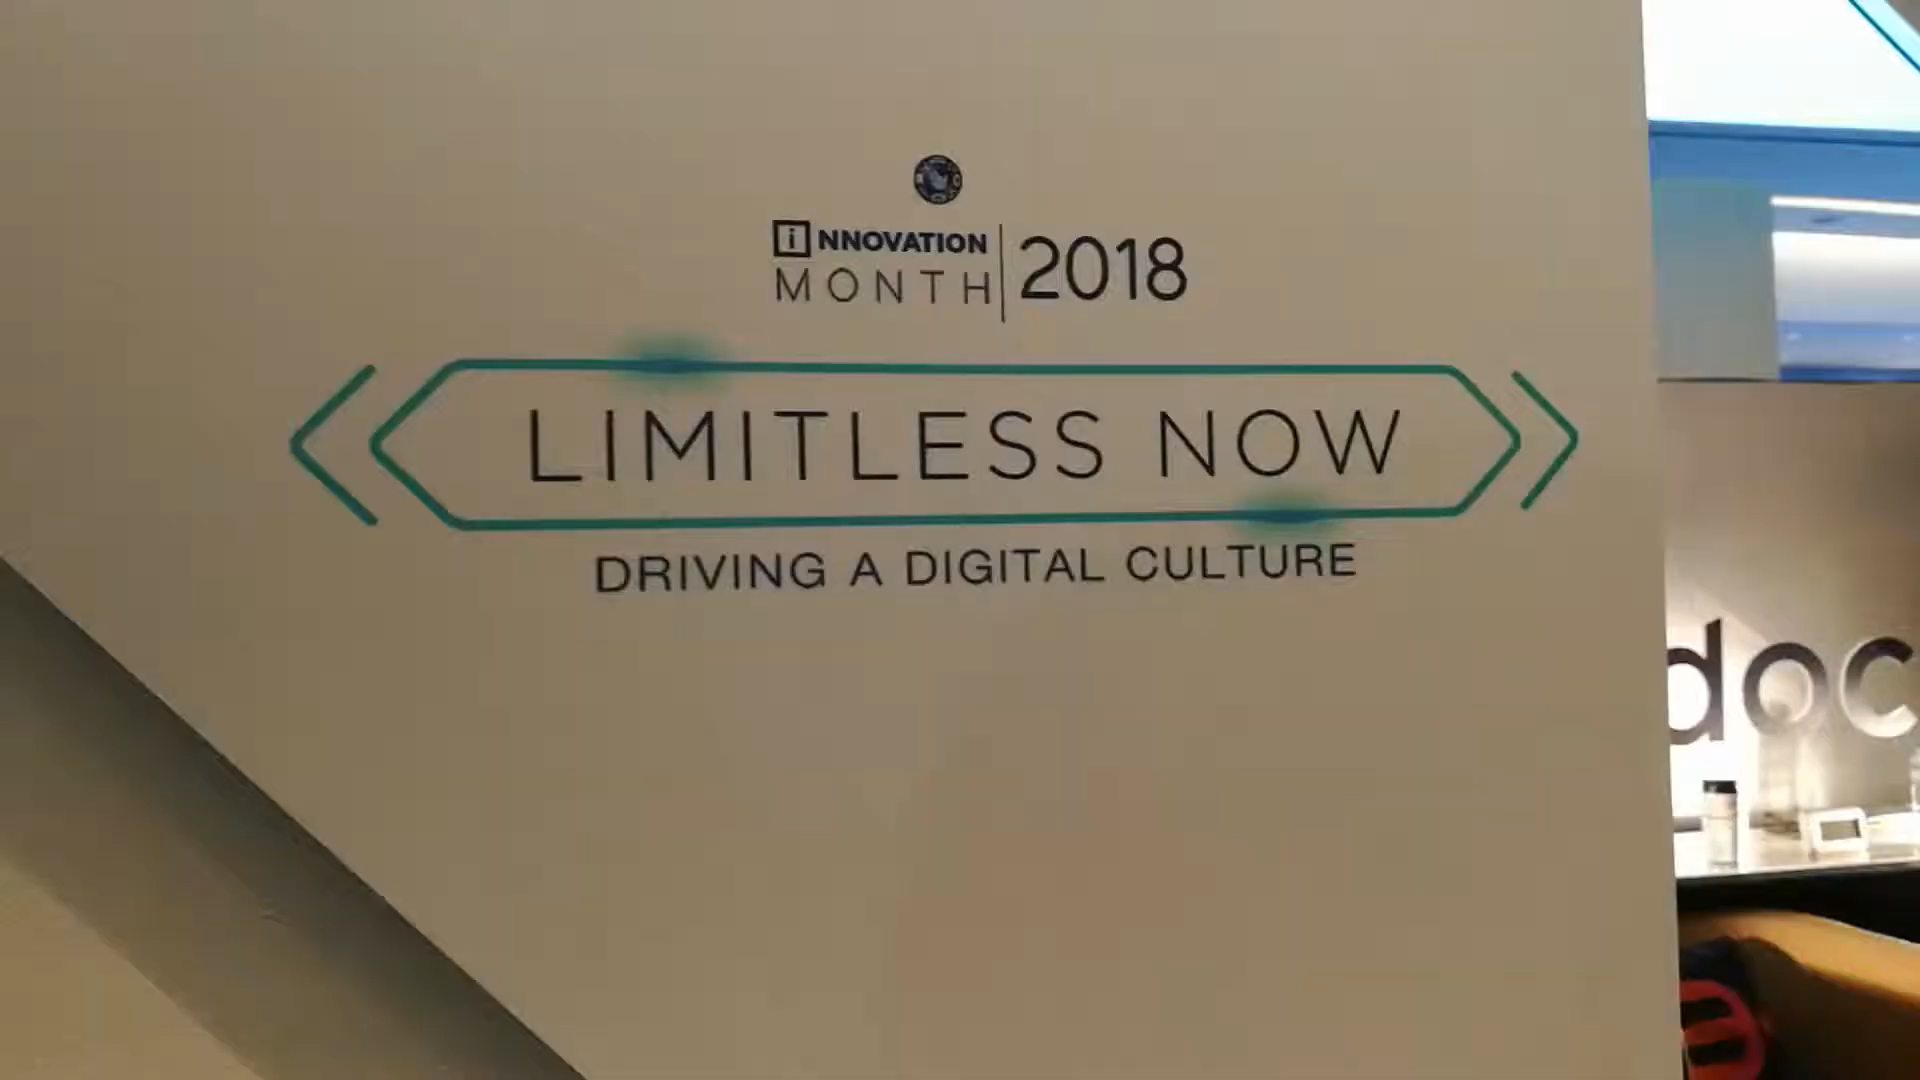 iNNOVATION
MONTH
2018
LIMITLESS NOW
DRIVING A DIGITAL CULTURE
doc